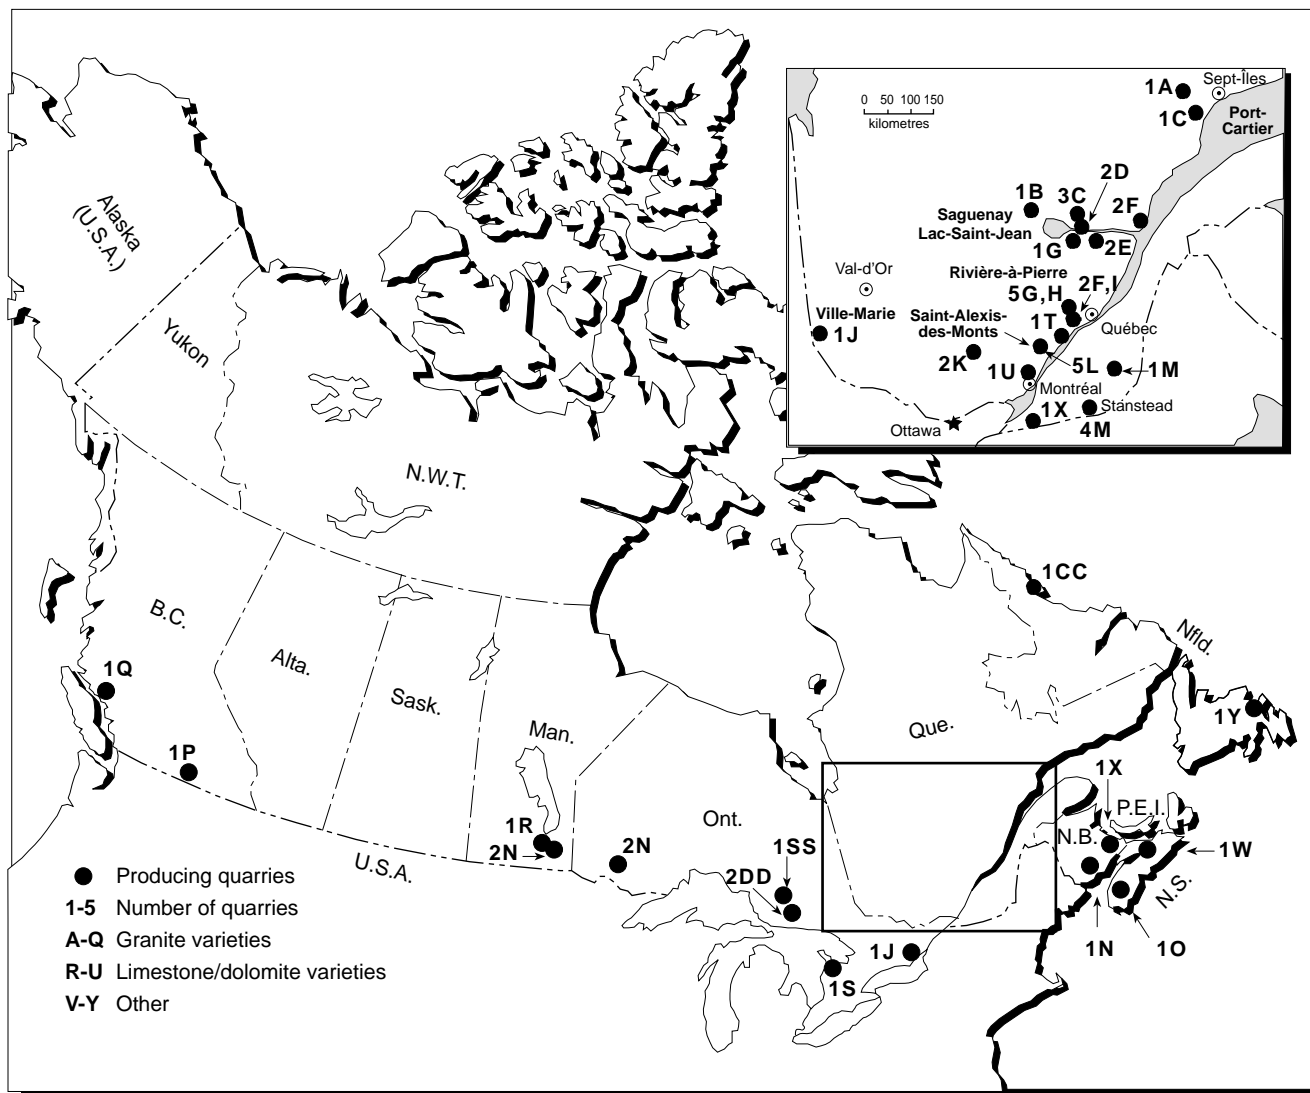 Alaska
(U.S.A.)
Yukon
N.W.T.
B.C.
Alta.
Sask.
Man.
Ont.
Que.
Nfld.
P.E.I.
N.B.
N.S.
U.S.A.
1Q
1P
1R
2N
2N
1SS
2DD
1S
1J
1CC
1Y
1X
1W
1N
1O
0 50 100 150
kilometres
Sept-Îles
1A
1C
Port-
Cartier
2D
1B
3C
2F
Saguenay
Lac-Saint-Jean
1G
2E
Val-d'Or
Rivière-à-Pierre
5G,H
2F,I
Ville-Marie
1J
Saint-Alexis-
des-Monts
1T
Québec
2K
1U
5L
1M
Montréal
1X
Stanstead
4M
Ottawa
Producing quarries
1-5 Number of quarries
A-Q Granite varieties
R-U Limestone/dolomite varieties
V-Y Other